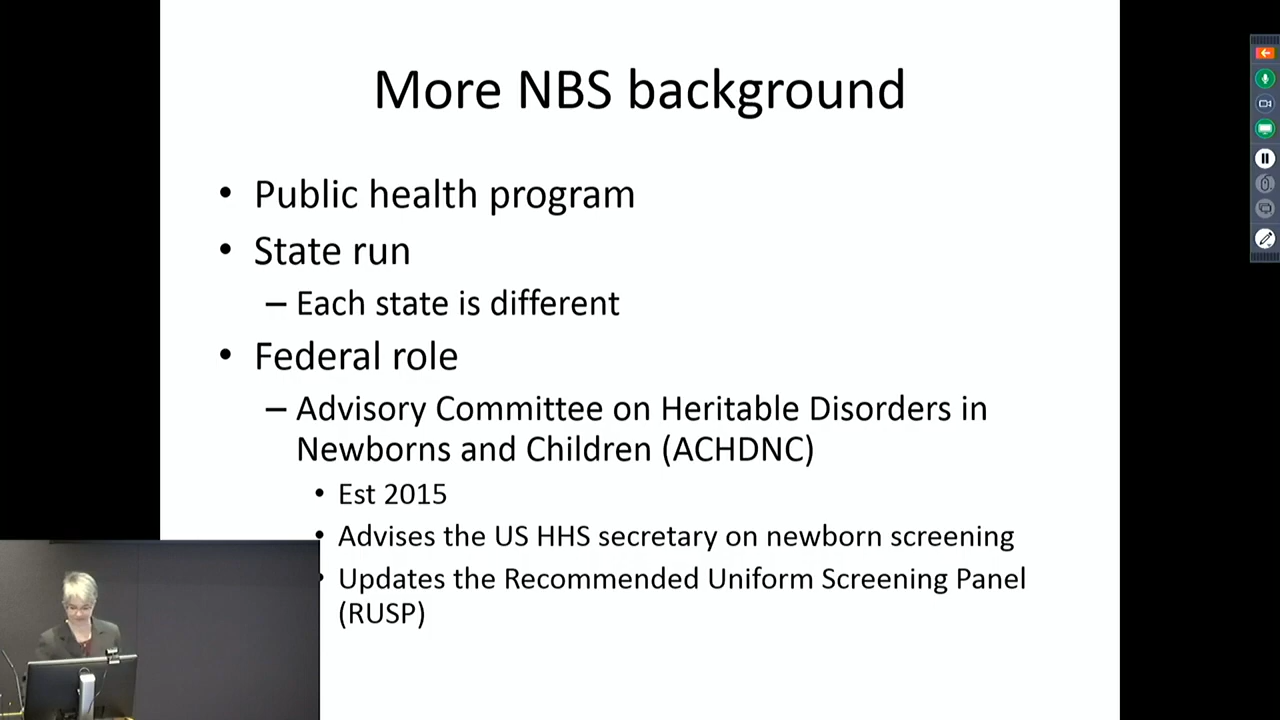 More NBS background
• Public health program
• State run
– Each state is different
• Federal role
– Advisory Committee on Heritable Disorders in
Newborns and Children (ACHDNC)
• Est 2015
• Advises the US HHS secretary on newborn screening
• Updates the Recommended Uniform Screening Panel
(RUSP)